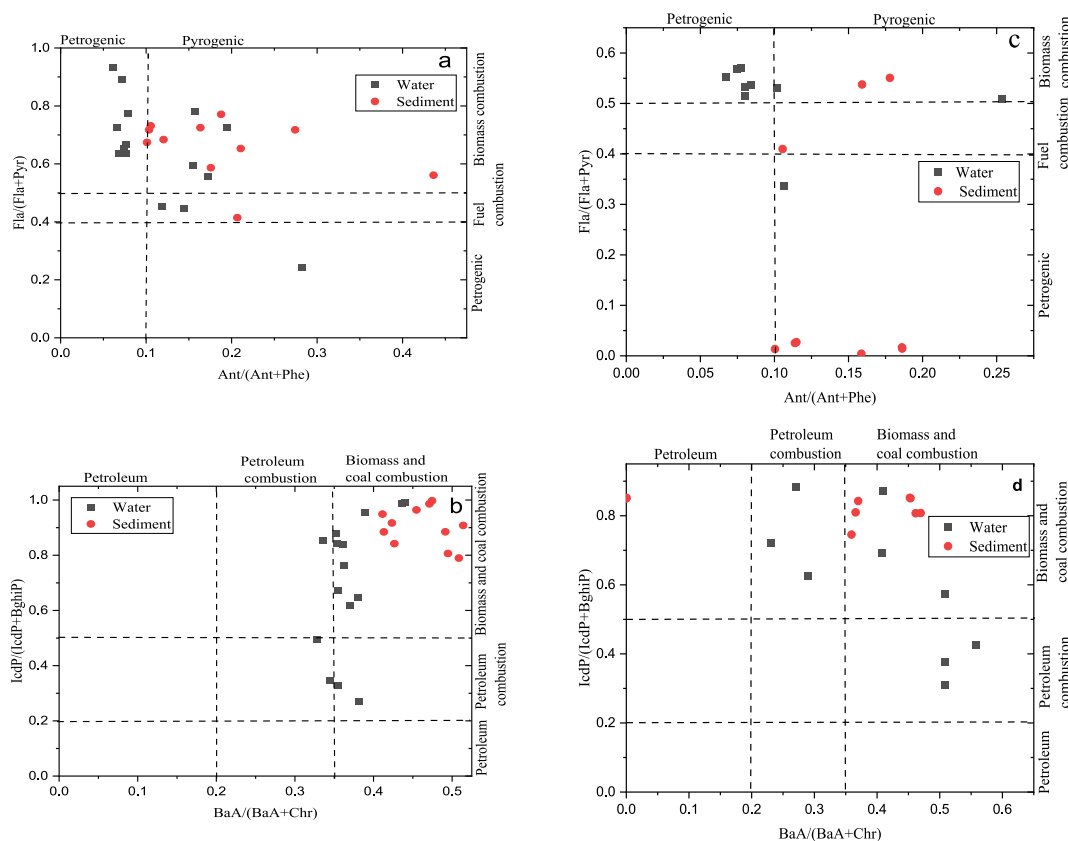 Petrogenic Pyrogenic
a
Water
Sediment
1.0
0.8
0.6
0.4
0.2
0.0
Fla/(Fla+Pyr)
Biomass combustion
Fuel
combustion
Petrogenic
0.0 0.1 0.2 0.3 0.4
Ant/(Ant+Phe)
Petrogenic Pyrogenic
c
Water
Sediment
0.6
0.5
0.4
0.3
0.2
0.1
0.0
Fla/(Fla+Pyr)
Biomass
combustion
Fuel
combustion
Petrogenic
0.00 0.05 0.10 0.15 0.20 0.25
Ant/(Ant+Phe)
Petroleum
Petroleum
combustion
Biomass and
coal combustion
b
Water
Sediment
1.0
0.8
0.6
0.4
0.2
0.0
IcdP/(IcdP+BghiP)
Biomass and coal combustion
Petroleum
combustion
Petroleum
0.0 0.1 0.2 0.3 0.4 0.5
BaA/(BaA+Chr)
Petroleum
Petroleum
combustion
Biomass and
coal combustion
d
Water
Sediment
0.8
0.6
0.4
0.2
0.0
IcdP/(IcdP+BghiP)
Biomass and
coal combustion
Petroleum
combustion
Petroleum
0.0 0.1 0.2 0.3 0.4 0.5 0.6
BaA/(BaA+Chr)